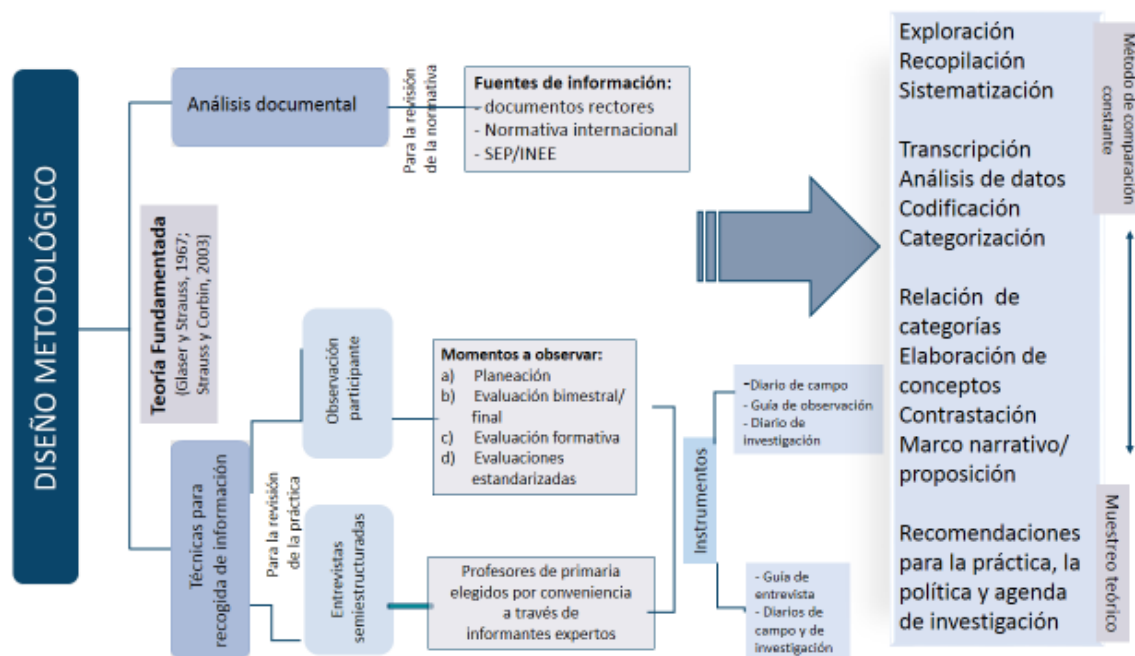 DISEÑO METODOLÓGICO
Teoría Fundamentada
(Glaser y Strauss, 1967;
Strauss y Corbin, 2003)
Análisis documental
Para la revisión
de la normativa
Fuentes de información:
- documentos rectores
- Normativa internacional
- SEP/INEE
Técnicas para
recogida de información
Para la revisión
de la práctica
Observación
participante
Momentos a observar:
a) Planeación
b) Evaluación bimestral/
final
c) Evaluación formativa
d) Evaluaciones
estandarizadas
Entrevistas
semiestructuradas
Profesores de primaria
elegidos por conveniencia
a través de
informantes expertos
Instrumentos
-Diario de campo
- Guía de observación
- Diario de
investigación
- Guía de
entrevista
- Diarios de
campo y de
investigación
Exploración
Recopilación
Sistematización
Transcripción
Análisis de datos
Codificación
Categorización
Relación de
categorías
Elaboración de
conceptos
Contrastación
Marco narrativo/
proposición
Recomendaciones
para la práctica, la
política y agenda
de investigación
Método de comparación
constante
Muestreo teórico